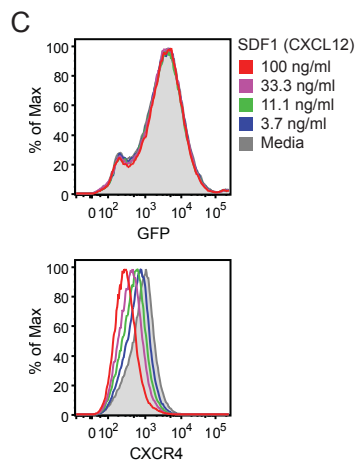 C
SDF1 (CXCL12)
100 ng/ml
33.3 ng/ml
11.1 ng/ml
3.7 ng/ml
Media
% of Max
100
80
60
40
20
0
0 10² 10³ 10⁴ 10⁵
GFP
% of Max
100
80
60
40
20
0
0 10² 10³ 10⁴ 10⁵
CXCR4